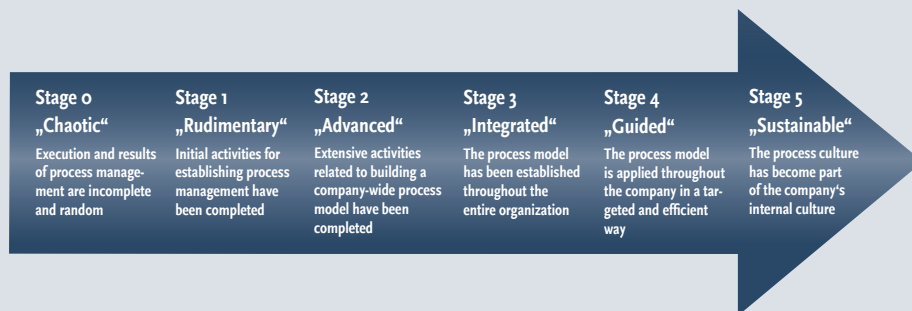 Stage 0
„Chaotic“
Execution and results
of process manage-
ment are incomplete
and random
Stage 1
„Rudimentary“
Initial activities for
establishing process
management have
been completed
Stage 2
„Advanced“
Extensive activities
related to building a
company-wide process
model have been
completed
Stage 3
„Integrated“
The process model
has been established
throughout the
entire organization
Stage 4
„Guided“
The process model
is applied throughout
the company in a tar-
geted and efficient
way
Stage 5
„Sustainable“
The process culture
has become part
of the company‘s
internal culture